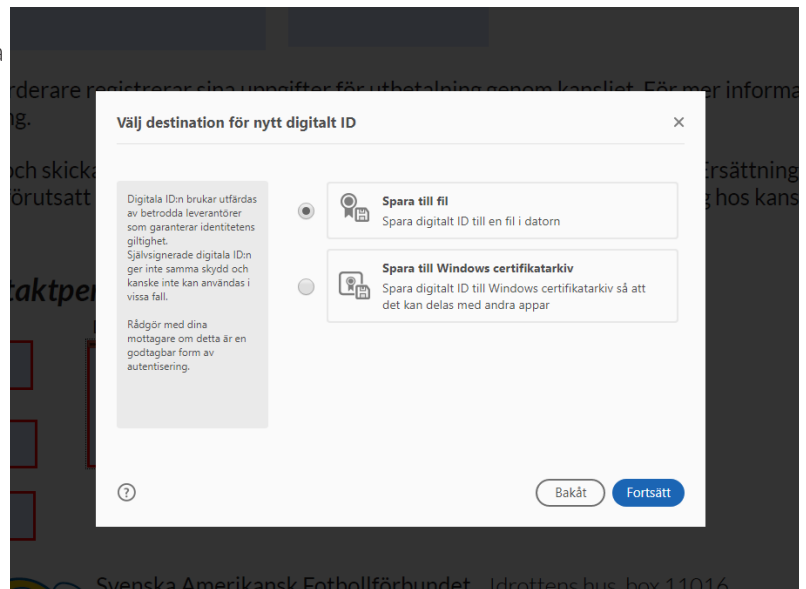 rderare registrerar sina uppgifter för utbetalning genom kansliet. För mer informa
ng.
och skicka
Ersättning
örutsatt
g hos kans
Välj destination för nytt digitalt ID
Digitala ID:n brukar utfärdas
av betrodda leverantörer
som garanterar identitetens
giltighet.
Självsignerade digitala ID:n
ger inte samma skydd och
kanske inte kan användas i
vissa fall.
Rådgör med dina
mottagare om detta är en
godtagbar form av
autentisering.
Spara till fil
Spara digitalt ID till en fil i datorn
Spara till Windows certifikatarkiv
Spara digitalt ID till Windows certifikatarkiv så att
det kan delas med andra appar
taktper
Bakåt
Fortsätt
Svenska Amerikansk Fotbollförbundet Idrottens hus, box 11016